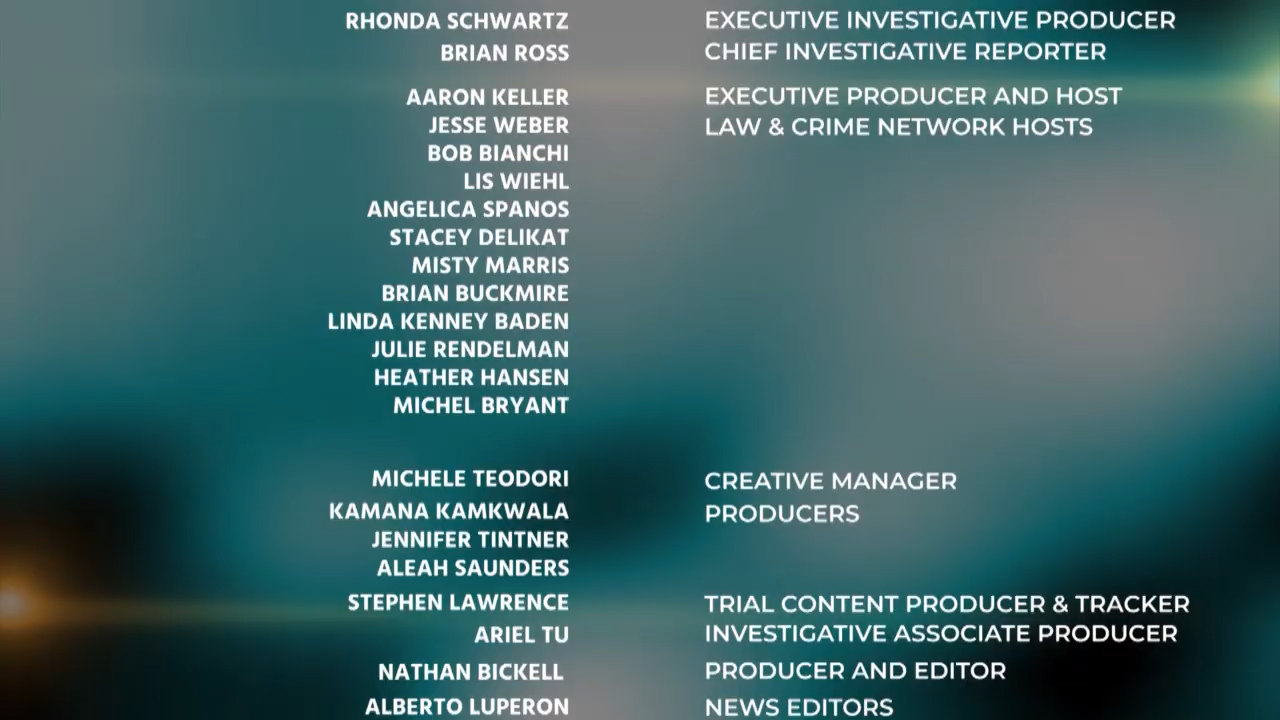 RHONDA SCHWARTZ EXECUTIVE INVESTIGATIVE PRODUCER
BRIAN ROSS CHIEF INVESTIGATIVE REPORTER
AARON KELLER EXECUTIVE PRODUCER AND HOST
JESSE WEBER LAW & CRIME NETWORK HOSTS
BOB BIANCHI
LIS WIEHL
ANGELICA SPANOS
STACEY DELIKAT
MISTY MARRIS
BRIAN BUCKMIRE
LINDA KENNEY BADEN
JULIE RENDELMAN
HEATHER HANSEN
MICHEL BRYANT
MICHELE TEODORI CREATIVE MANAGER
KAMANA KAMKWALA PRODUCERS
JENNIFER TINTNER
ALEAH SAUNDERS
STEPHEN LAWRENCE TRIAL CONTENT PRODUCER & TRACKER
ARIEL TU INVESTIGATIVE ASSOCIATE PRODUCER
NATHAN BICKELL PRODUCER AND EDITOR
ALBERTO LUPERON NEWS EDITORS